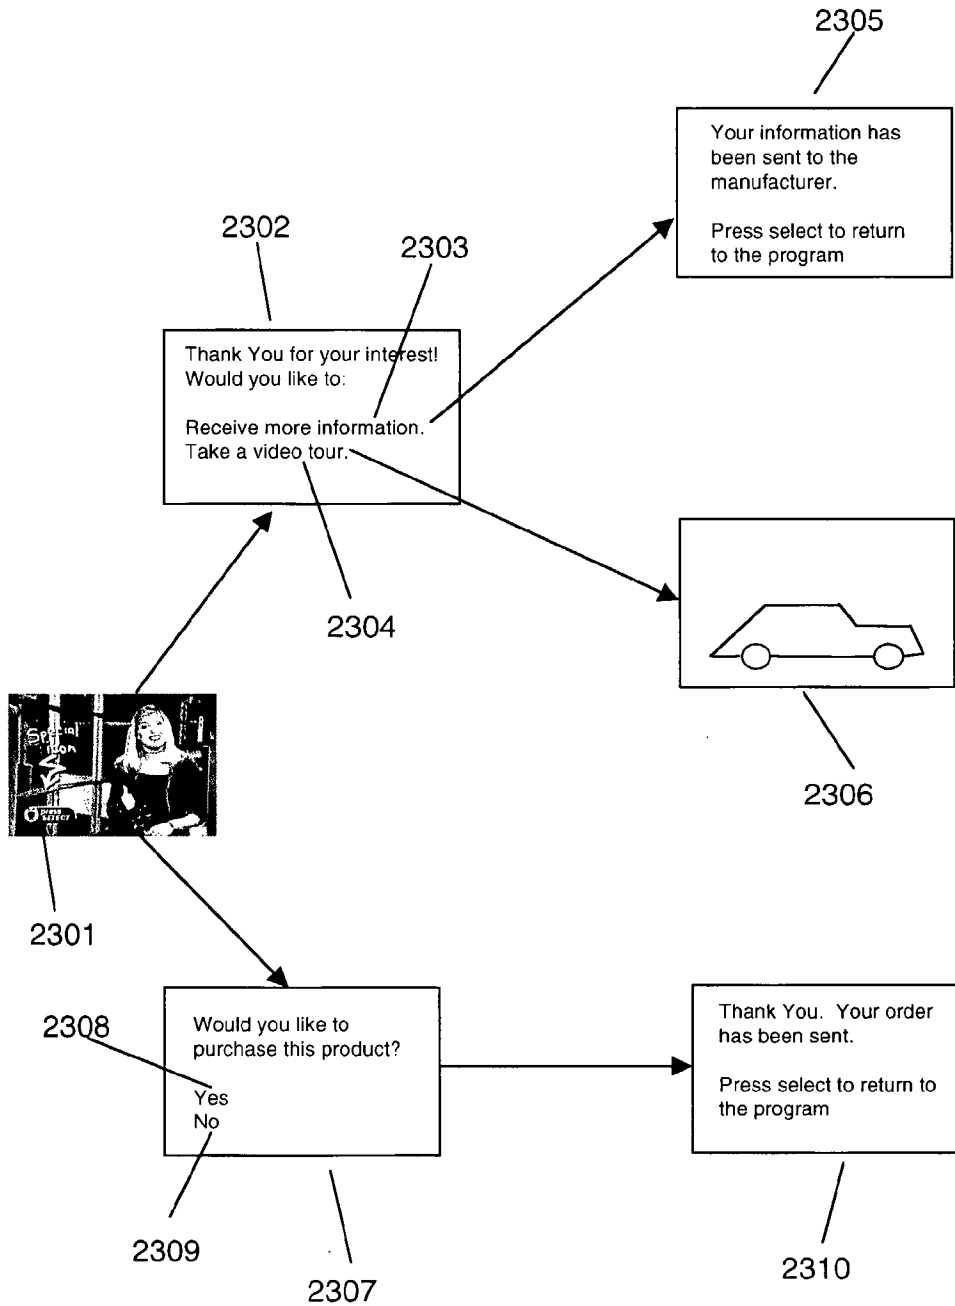 2305
Your information has
been sent to the
manufacturer.
Press select to return
to the program
2302
2303
Thank You for your interest!
Would you like to:
Receive more information.
Take a video tour.
2304
2306
Special
press
SELECT
2301
Would you like to
purchase this product?
2308
Yes
No
2309
2307
Thank You.  Your order
has been sent.
Press select to return to
the program
2310